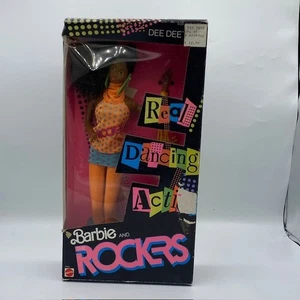 DEE DEE
Real
Dancing
Acti
Barbie AND
ROCKERS